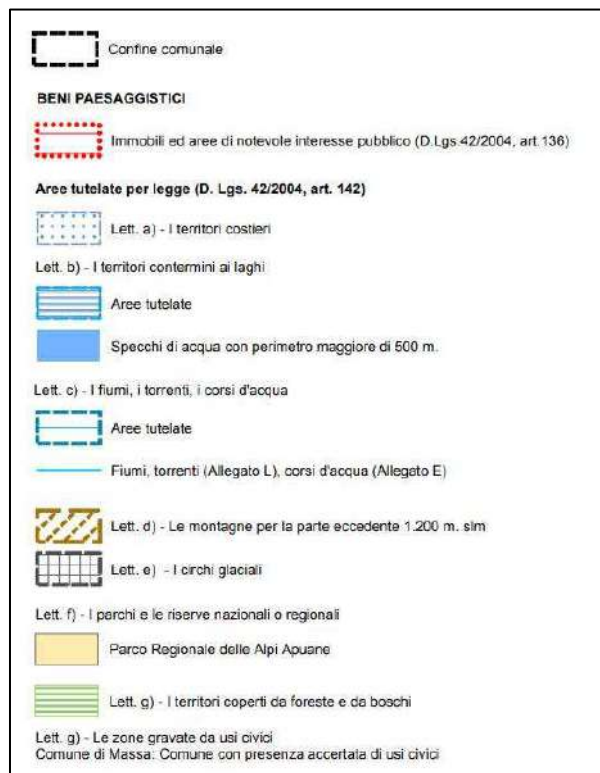 Confine comunale
BENI PAESAGGISTICI
Immobili ed aree di notevole interesse pubblico (D.Lgs.42/2004, art.136)
Aree tutelate per legge (D. Lgs. 42/2004, art. 142)
Lett. a) - I territori costieri
Lett. b) - I territori contermini ai laghi
Aree tutelate
Specchi di acqua con perimetro maggiore di 500 m.
Lett. c) - I fiumi, i torrenti, i corsi d'acqua
Aree tutelate
Fiumi, torrenti (Allegato L), corsi d'acqua (Allegato E)
Lett. d) - Le montagne per la parte eccedente 1.200 m. slm
Lett. e) - I circhi glaciali
Lett. f) - I parchi e le riserve nazionali o regionali
Parco Regionale delle Alpi Apuane
Lett. g) - I territori coperti da foreste e da boschi
Lett. g) - Le zone gravate da usi civici
Comune di Massa: Comune con presenza accertata di usi civici